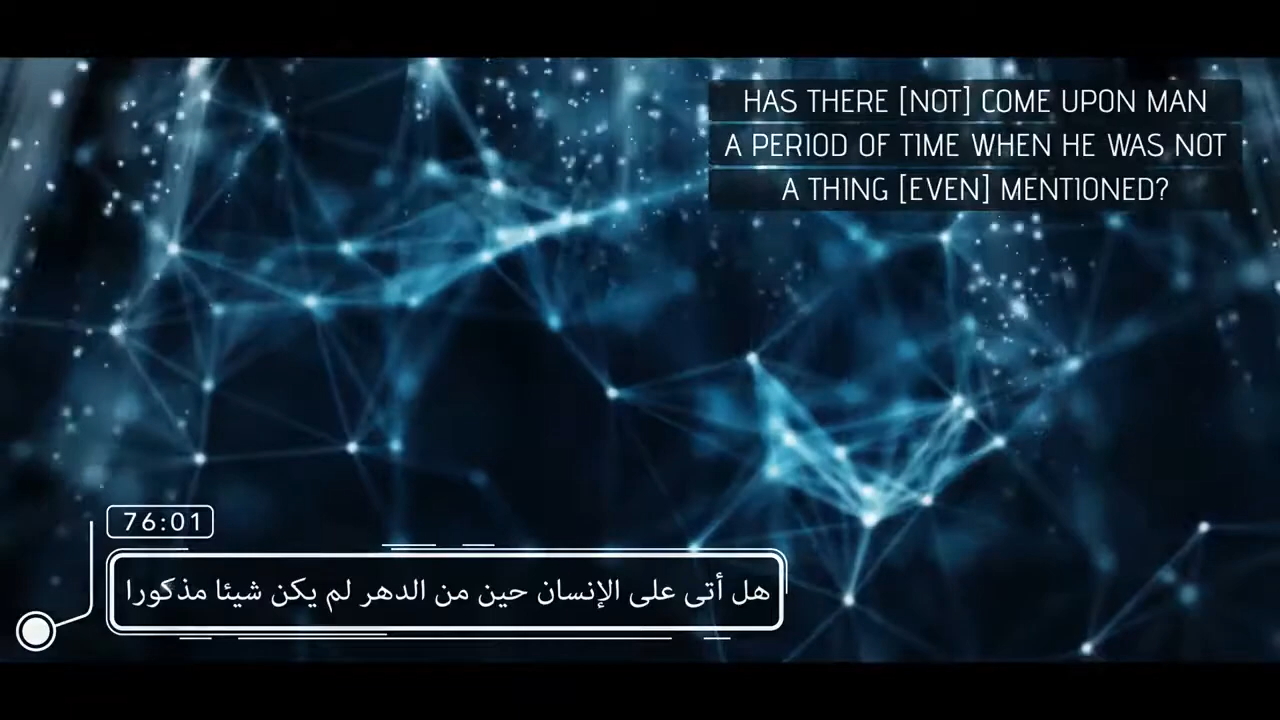 HAS THERE [NOT] COME UPON MAN
A PERIOD OF TIME WHEN HE WAS NOT
A THING [EVEN] MENTIONED?
76:01
هل أتى على الإنسان حين من الدهر لم يكن شيئا مذكورا